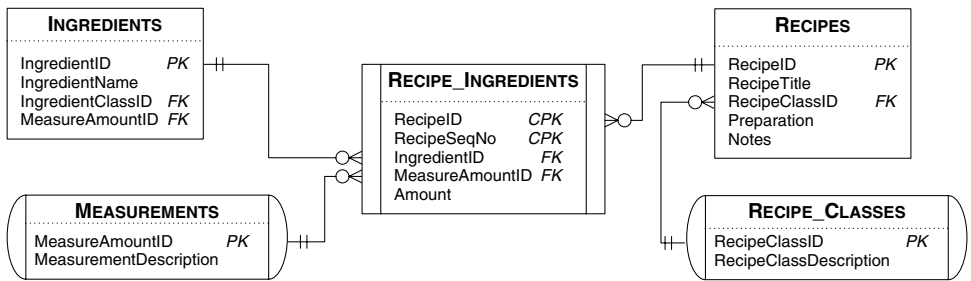 INGREDIENTS
IngredientID PK
IngredientName
IngredientClassID FK
MeasureAmountID FK
RECIPE_INGREDIENTS
RecipeID CPK
RecipeSeqNo CPK
IngredientID FK
MeasureAmountID FK
Amount
RECIPES
RecipeID PK
RecipeTitle
RecipeClassID FK
Preparation
Notes
MEASUREMENTS
MeasureAmountID PK
MeasurementDescription
RECIPE_CLASSES
RecipeClassID PK
RecipeClassDescription